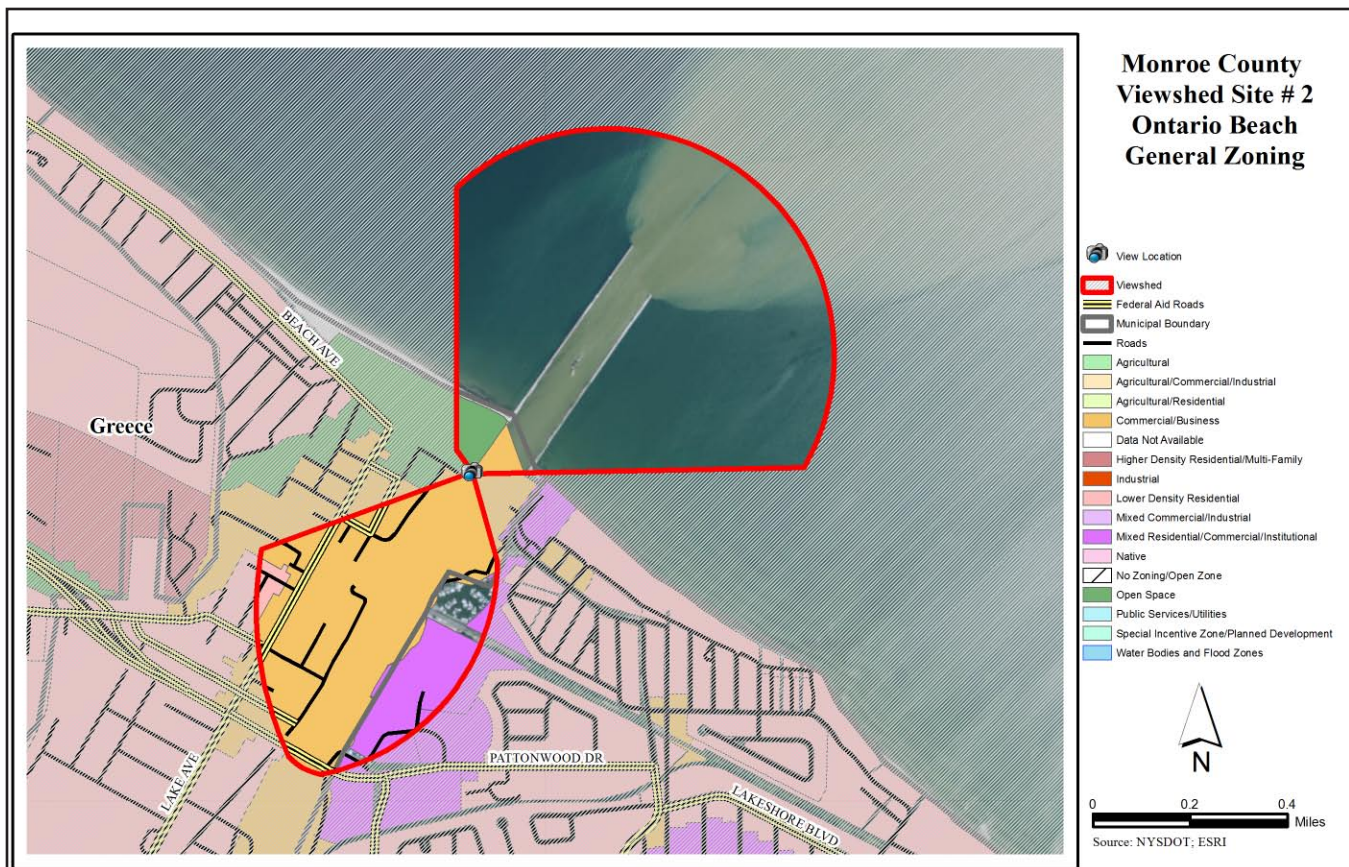 Monroe County
Viewshed Site # 2
Ontario Beach
General Zoning
View Location
Viewshed
Federal Aid Roads
Municipal Boundary
Roads
Agricultural
Agricultural/Commercial/Industrial
Agricultural/Residential
Commercial/Business
Data Not Available
Higher Density Residential/Multi-Family
Industrial
Lower Density Residential
Mixed Commercial/Industrial
Mixed Residential/Commercial/Institutional
Native
No Zoning/Open Zone
Open Space
Public Services/Utilities
Special Incentive Zone/Planned Development
Water Bodies and Flood Zones
N
0 0.2 0.4
Miles
Source: NYSDOT; ESRI
BEACH AVE
Greece
LAKE AVE
PATTONWOOD DR
LAKESHORE BLVD